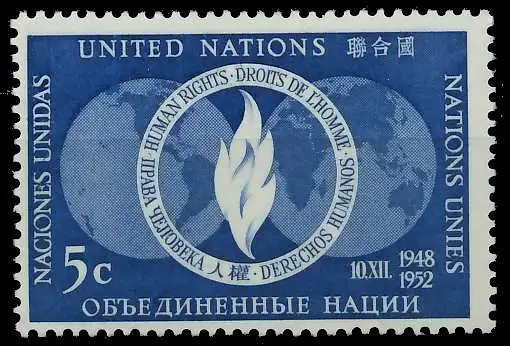 UNITED NATIONS 聯合國
NACIONES UNIDAS
NATIONS UNIES
HUMAN RIGHTS · DROITS DE L'HOMME · DERECHOS HUMANOS · 人權 · ПРАВА ЧЕЛОВЕКА ·
5c
10.XII. 1948
1952
ОБЪЕДИНЕННЫЕ НАЦИИ